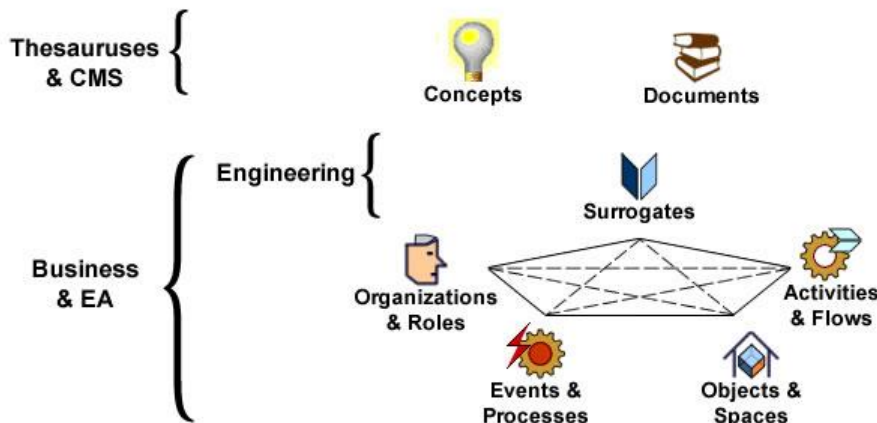 Thesauruses
& CMS
Concepts
Documents
Engineering
Surrogates
Business
& EA
Organizations
& Roles
Activities
& Flows
Events &
Processes
Objects &
Spaces